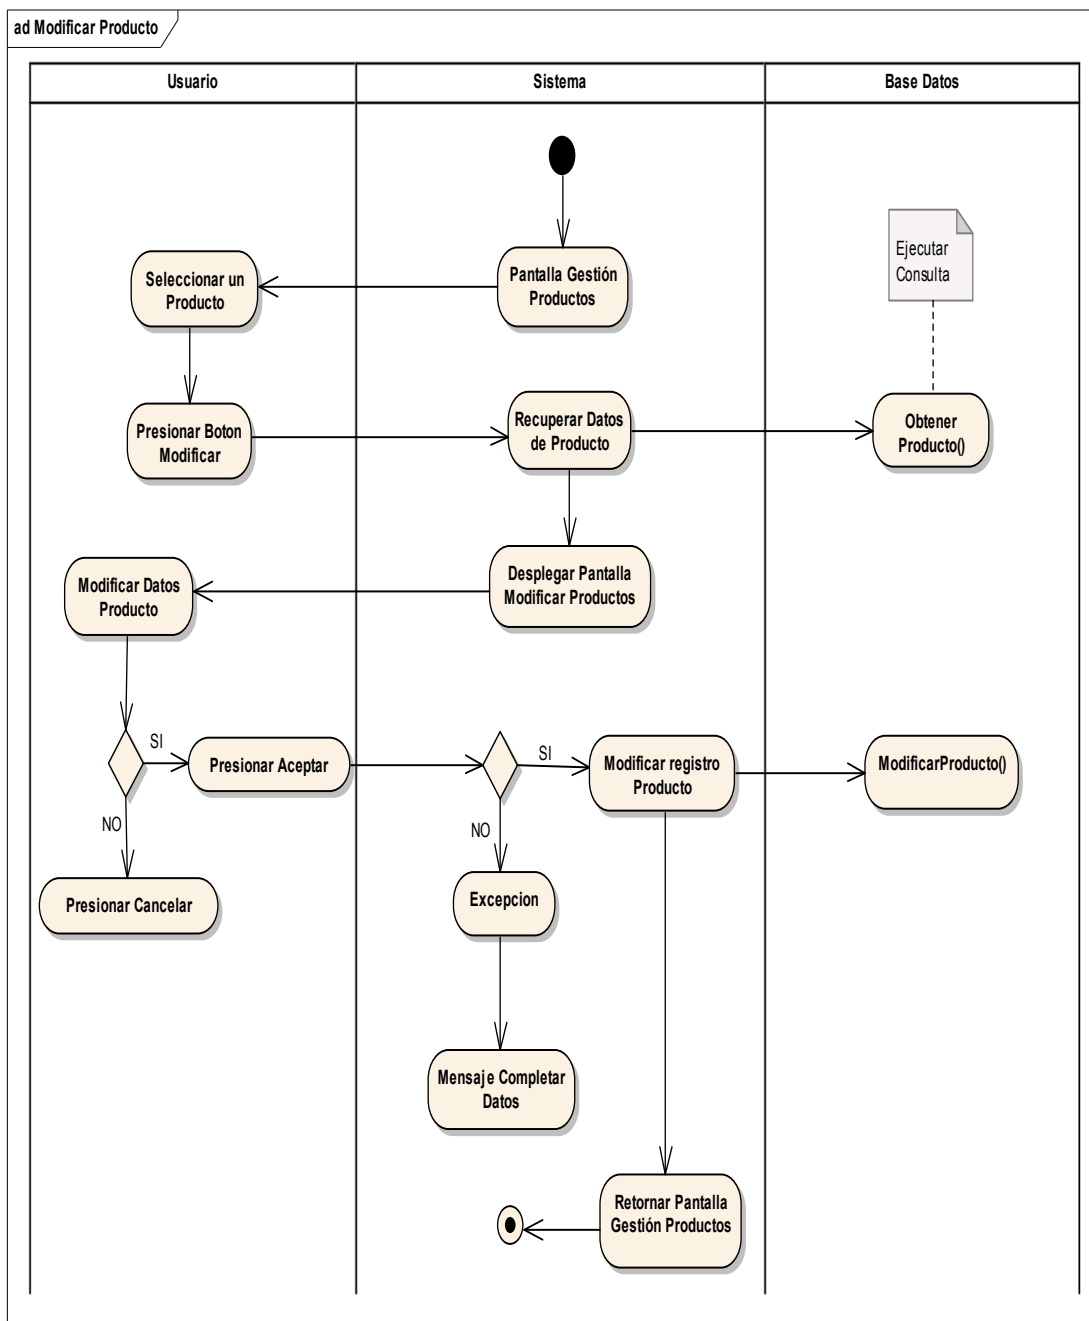 ad Modificar Producto
Usuario
Sistema
Base Datos
Ejecutar
Consulta
Pantalla Gestión
Productos
Seleccionar un
Producto
Presionar Boton
Modificar
Recuperar Datos
de Producto
Obtener
Producto()
Desplegar Pantalla
Modificar Productos
Modificar Datos
Producto
SI
Presionar Aceptar
SI
Modificar registro
Producto
ModificarProducto()
NO
NO
Presionar Cancelar
Excepcion
Mensaje Completar
Datos
Retornar Pantalla
Gestión Productos